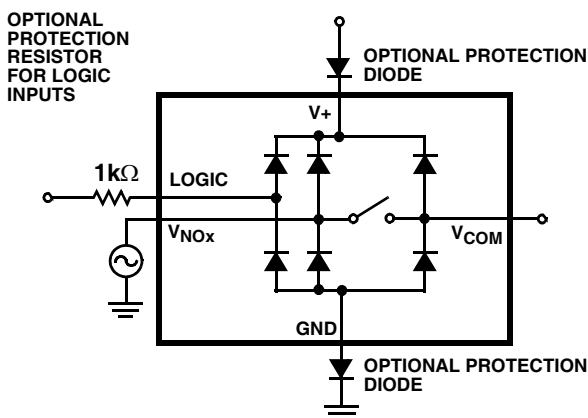 OPTIONAL
PROTECTION
RESISTOR
FOR LOGIC
INPUTS
OPTIONAL PROTECTION
DIODE
V+
1kΩ
LOGIC
VNOx
VCOM
GND
OPTIONAL PROTECTION
DIODE